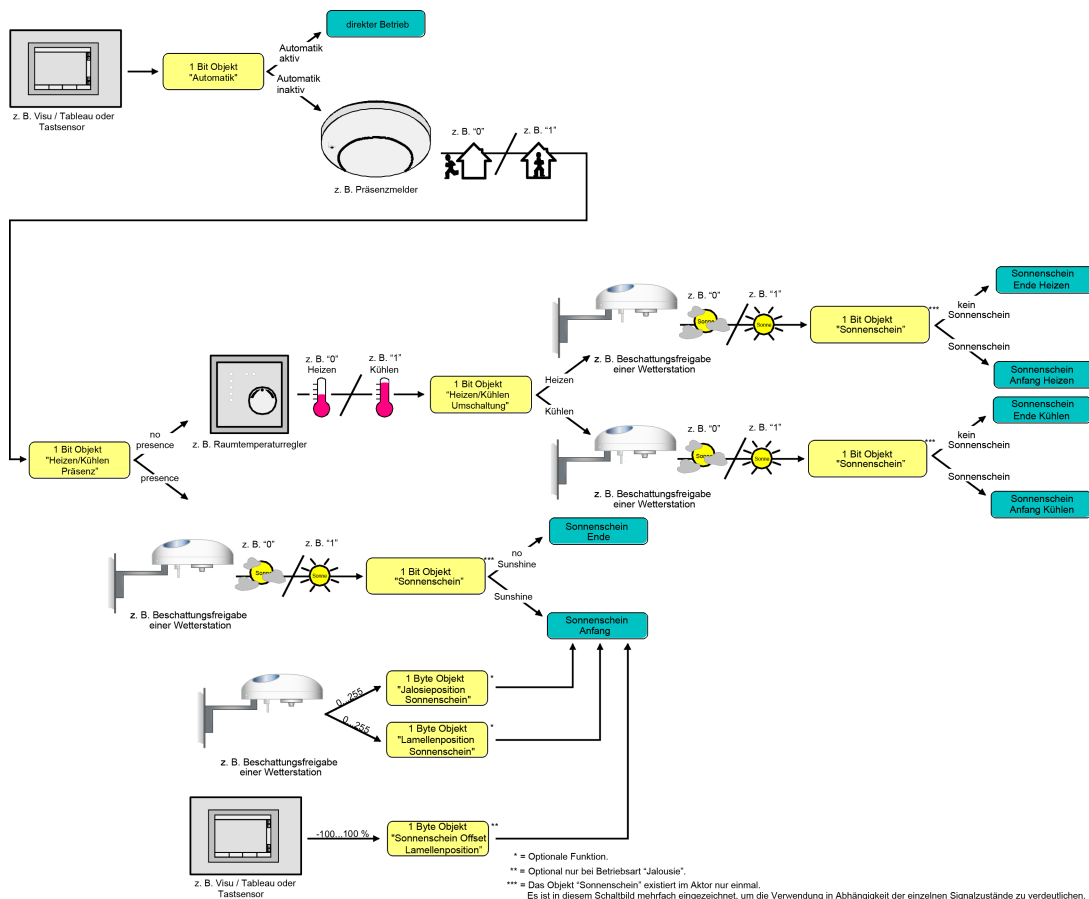 direkter Betrieb
Automatik
aktiv
1 Bit Objekt
"Automatik"
Automatik
inaktiv
z. B. Visu / Tableau oder
Tastsensor
z. B. "0"
z. B. "1"
z. B. Präsenzmelder
Sonnenschein
Ende Heizen
z. B. "0"
z. B. "1"
Sonne
Sonne
1 Bit Objekt
"Sonnenschein"
***
kein
Sonnenschein
Sonnenschein
z. B. Beschattungsfreigabe
einer Wetterstation
Sonnenschein
Anfang Heizen
z. B. "0"
Heizen
z. B. "1"
Kühlen
1 Bit Objekt
"Heizen/Kühlen
Umschaltung"
Heizen
Kühlen
z. B. Raumtemperaturregler
Sonnenschein
Ende Kühlen
z. B. "0"
z. B. "1"
Sonne
Sonne
1 Bit Objekt
"Sonnenschein"
***
kein
Sonnenschein
Sonnenschein
z. B. Beschattungsfreigabe
einer Wetterstation
Sonnenschein
Anfang Kühlen
1 Bit Objekt
"Heizen/Kühlen
Präsenz"
no
presence
presence
Sonnenschein
Ende
z. B. "0"
z. B. "1"
Sonne
Sonne
1 Bit Objekt
"Sonnenschein"
***
no
Sunshine
Sunshine
z. B. Beschattungsfreigabe
einer Wetterstation
Sonnenschein
Anfang
0...255
1 Byte Objekt
"Jalosieposition
Sonnenschein"
*
0...255
1 Byte Objekt
"Lamellenposition
Sonnenschein"
*
z. B. Beschattungsfreigabe
einer Wetterstation
-100...100 %
1 Byte Objekt
"Sonnenschein Offset
Lamellenposition"
**
z. B. Visu / Tableau oder
Tastsensor
* = Optionale Funktion.
** = Optional nur bei Betriebsart "Jalousie".
*** = Das Objekt "Sonnenschein" existiert im Aktor nur einmal.
Es ist in diesem Schaltbild mehrfach eingezeichnet, um die Verwendung in Abhängigkeit der einzelnen Signalzustände zu verdeutlichen.